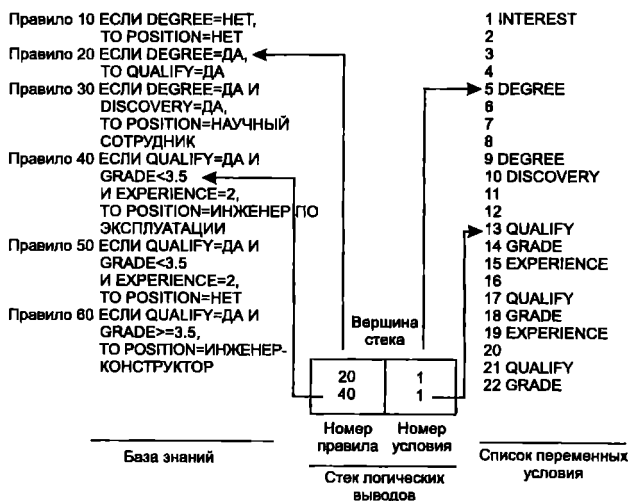 Правило 10 ЕСЛИ DEGREE=НЕТ,
ТО POSITION=НЕТ
Правило 20 ЕСЛИ DEGREE=ДА,
ТО QUALIFY=ДА
Правило 30 ЕСЛИ DEGREE=ДА И
DISCOVERY=ДА,
ТО POSITION=НАУЧНЫЙ
СОТРУДНИК
Правило 40 ЕСЛИ QUALIFY=ДА И
GRADE<3.5
И EXPERIENCE=2,
ТО POSITION=ИНЖЕНЕР ПО
ЭКСПЛУАТАЦИИ
Правило 50 ЕСЛИ QUALIFY=ДА И
GRADE<3.5
И EXPERIENCE=2,
ТО POSITION=НЕТ
Правило 60 ЕСЛИ QUALIFY=ДА И
GRADE>=3.5,
ТО POSITION=ИНЖЕНЕР-
КОНСТРУКТОР
База знаний
Вершина
стека
20 1
40 1
Номер правила
Номер условия
Стек логических
выводов
1 INTEREST
2
3
4
5 DEGREE
6
7
8
9 DEGREE
10 DISCOVERY
11
12
13 QUALIFY
14 GRADE
15 EXPERIENCE
16
17 QUALIFY
18 GRADE
19 EXPERIENCE
20
21 QUALIFY
22 GRADE
Список переменных
условия